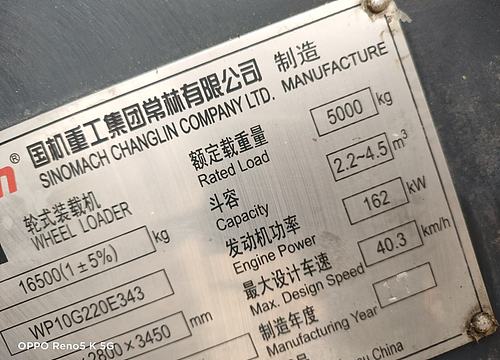 ®国机重工集团常林有限公司 制造
SINOMACH CHANGLIN COMPANY LTD. MANUFACTURE
轮式装载机
WHEEL LOADER
16500(1±5%) kg
WP10G220E343
2800×3450 mm
额定载重量
Rated Load
5000 kg
斗容
Capacity
2.2~4.5 m³
发动机功率
Engine Power
162 kW
最大设计车速
Max. Design Speed
40.3 km/h
制造年度
Manufacturing Year
China
OPPO Reno5 K 5G